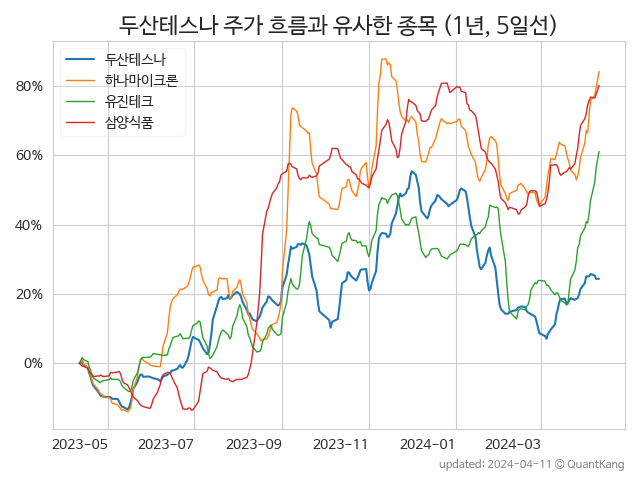 두산테스나 주가 흐름과 유사한 종목 (1년, 5일선)
두산테스나
하나마이크론
유진테크
삼양식품
80%
60%
40%
20%
0%
2023-05 2023-07 2023-09 2023-11 2024-01 2024-03
updated: 2024-04-11 © QuantKang